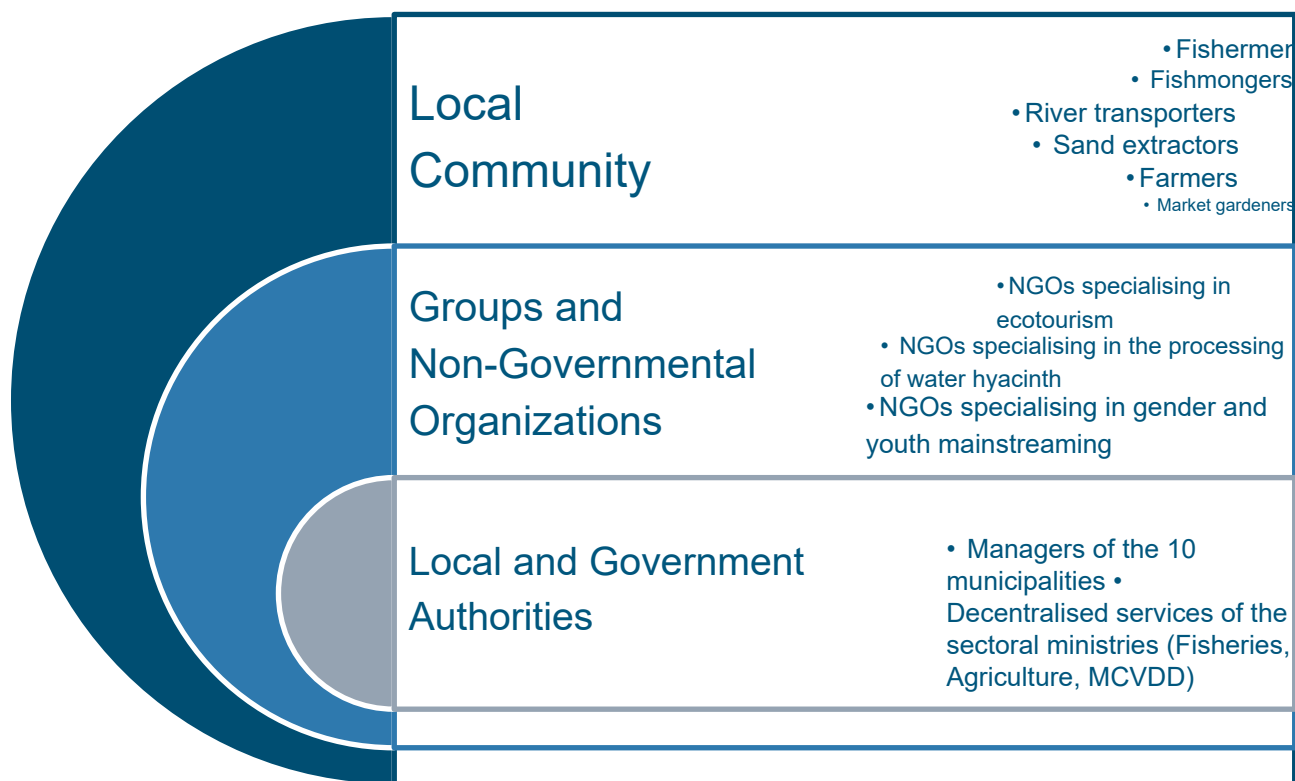 Local
Community
• Fishermer
• Fishmongers
• River transporters
• Sand extractors
• Farmers
• Market gardeners
Groups and
Non-Governmental
Organizations
• NGOs specialising in
ecotourism
• NGOs specialising in the processing
of water hyacinth
• NGOs specialising in gender and
youth mainstreaming
Local and Government
Authorities
• Managers of the 10
municipalities •
Decentralised services of the
sectoral ministries (Fisheries,
Agriculture, MCVDD)